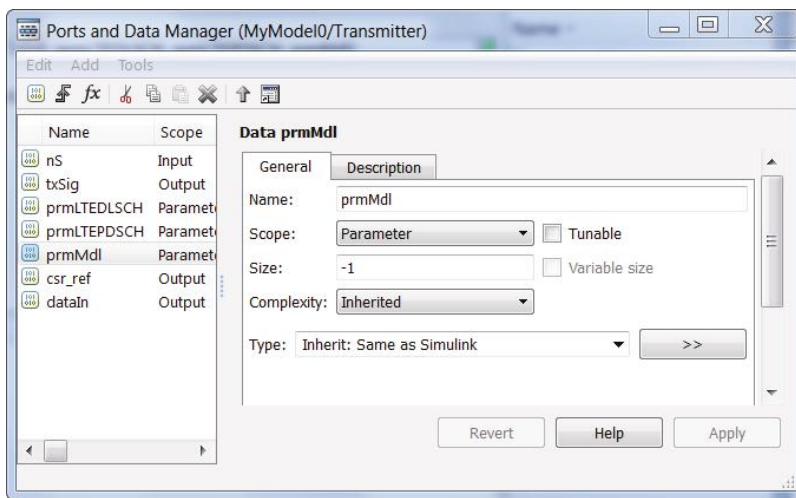 Ports and Data Manager (MyModel0/Transmitter)
Edit Add Tools
fx
Name Scope
nS Input
txSig Output
prmLTEDLSCH Paramet
prmLTEPDSCH Paramet
prmMdl Paramet
csr_ref Output
dataIn Output
Data prmMdl
General Description
Name: prmMdl
Scope: Parameter Tunable
Size: -1 Variable size
Complexity: Inherited
Type: Inherit: Same as Simulink >>
Revert Help Apply